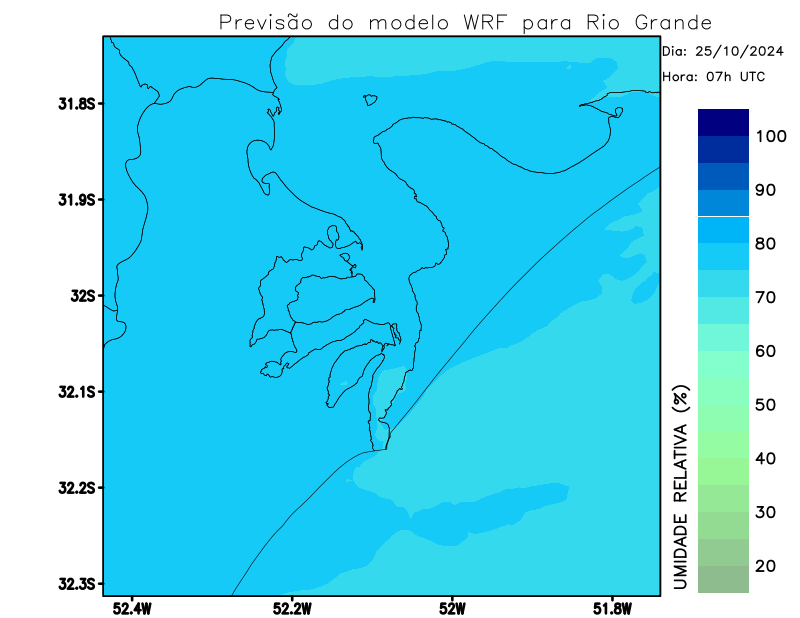 Previsão do modelo WRF para Rio Grande
Dia: 25/10/2024
Hora: 07h UTC
31.8S
31.9S
32S
32.1S
32.2S
32.3S
52.4W
52.2W
52W
51.8W
100
90
80
70
60
50
40
30
20
UMIDADE RELATIVA (%)